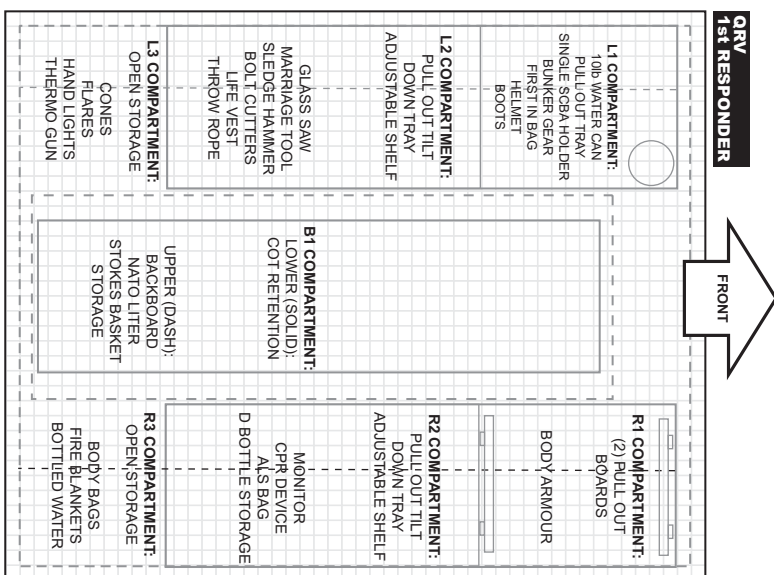 QRV
1st RESPONDER
FRONT
L1 COMPARTMENT:
10lb WATER CAN
PULL OUT TRAY
SINGLE SCBA HOLDER
BUNKER GEAR
FIRST IN BAG
HELMET
BOOTS
L2 COMPARTMENT:
PULL OUT TILT
DOWN TRAY
ADJUSTABLE SHELF
GLASS SAW
MARRIAGE TOOL
SLEDGE HAMMER
BOLT CUTTERS
LIFE VEST
THROW ROPE
L3 COMPARTMENT:
OPEN STORAGE
CONES
FLARES
HAND LIGHTS
THERMO GUN
B1 COMPARTMENT:
LOWER (SOLID):
COT RETENTION
UPPER (DASH):
BACKBOARD
NATO LITER
STOKES BASKET
STORAGE
R1 COMPARTMENT:
(2) PULL OUT
BOARDS
BODY ARMOUR
R2 COMPARTMENT:
PULL OUT TILT
DOWN TRAY
ADJUSTABLE SHELF
MONITOR
CPR DEVICE
ALS BAG
D BOTTLE STORAGE
R3 COMPARTMENT:
OPEN STORAGE
BODY BAGS
FIRE BLANKETS
BOTTLED WATER